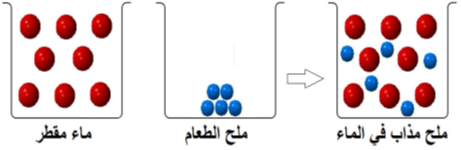 ماء مقطر
ملح الطعام
ملح مذاب في الماء